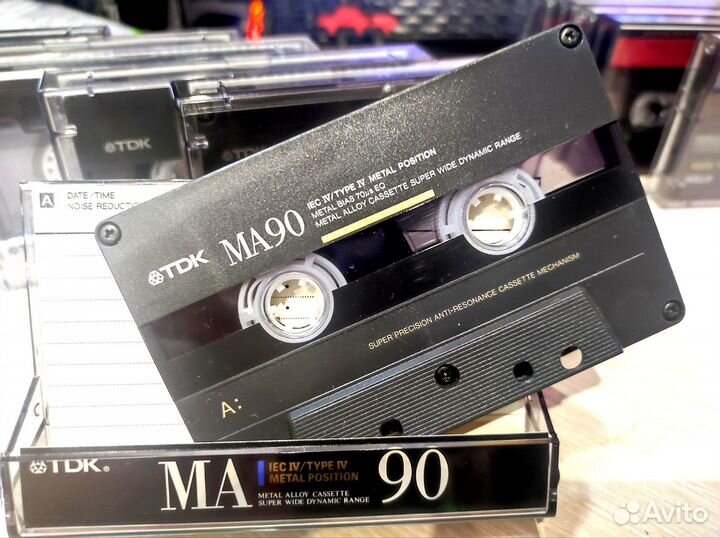 TDK
A DATE/TIME
NOISE REDUCTION
TDK MA90
IEC IV/TYPE IV METAL POSITION
METAL BIAS 70µs EQ
METAL ALLOY CASSETTE SUPER WIDE DYNAMIC RANGE
SUPER PRECISION ANTI-RESONANCE CASSETTE MECHANISM
A:
TDK® MA 90
IEC IV/TYPE IV
METAL POSITION
METAL ALLOY CASSETTE
SUPER WIDE DYNAMIC RANGE
Avito